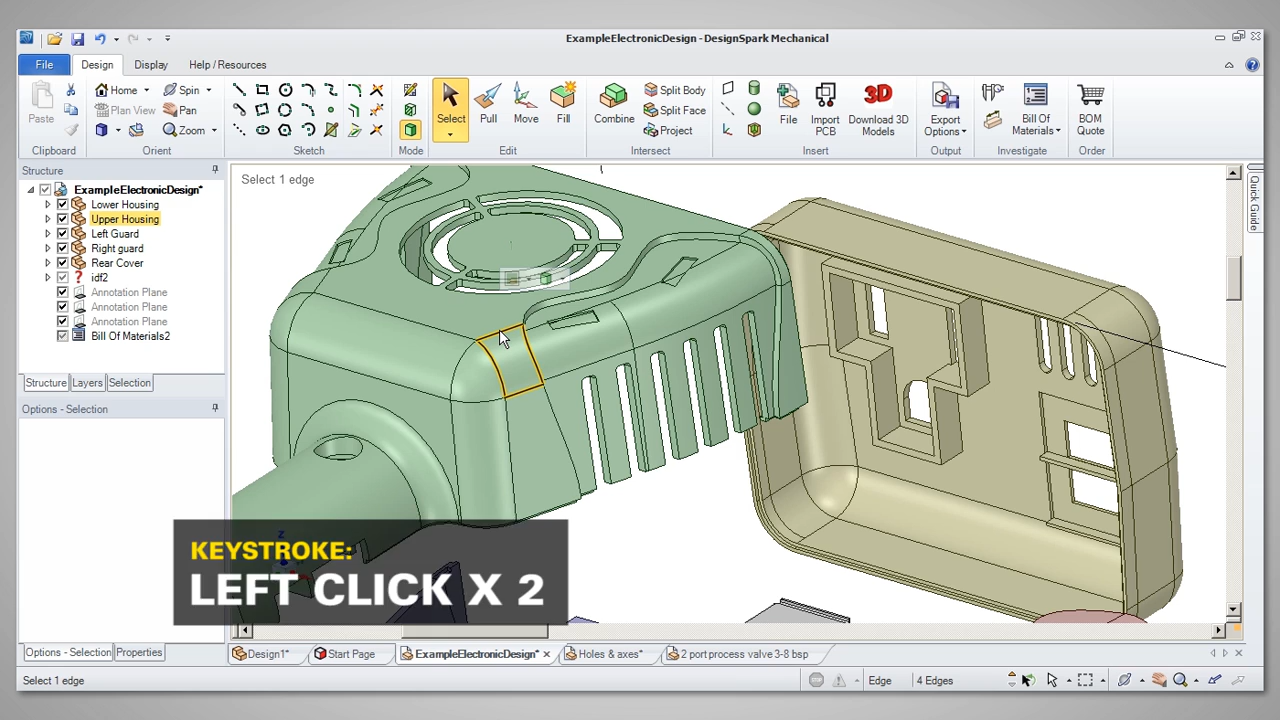 ExampleElectronicDesign - DesignSpark Mechanical
File Design Display Help / Resources
Paste
Home
Plan View
Spin
Pan
Zoom
Select Pull Move Fill
Combine
Split Body
Split Face
Project
File
Import PCB
Download 3D Models
3D
Export Options
Bill Of Materials
BOM Quote
Clipboard Orient Sketch Mode Edit Intersect Insert Output Investigate Order
Structure
ExampleElectronicDesign*
Lower Housing
Upper Housing
Left Guard
Right guard
Rear Cover
idf2
Annotation Plane
Annotation Plane
Annotation Plane
Bill Of Materials2
Structure Layers Selection
Options - Selection
Options - Selection Properties
Select 1 edge
Quick Guide
Z
KEYSTROKE:
LEFT CLICK X 2
Design1* Start Page ExampleElectronicDesign* Holes & axes* 2 port process valve 3-8 bsp
Select 1 edge
Edge 4 Edges